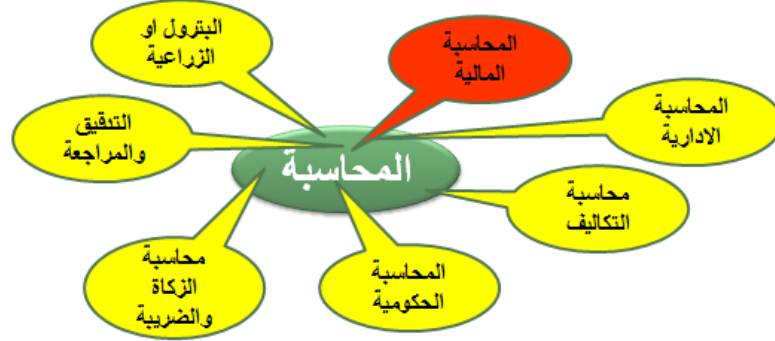 البترول او
الزراعية
المحاسبة
المالية
المحاسبة
الادارية
التدقيق
والمراجعة
المحاسبة
محاسبة
التكاليف
المحاسبة
الحكومية
محاسبة
الزكاة
والضريبة